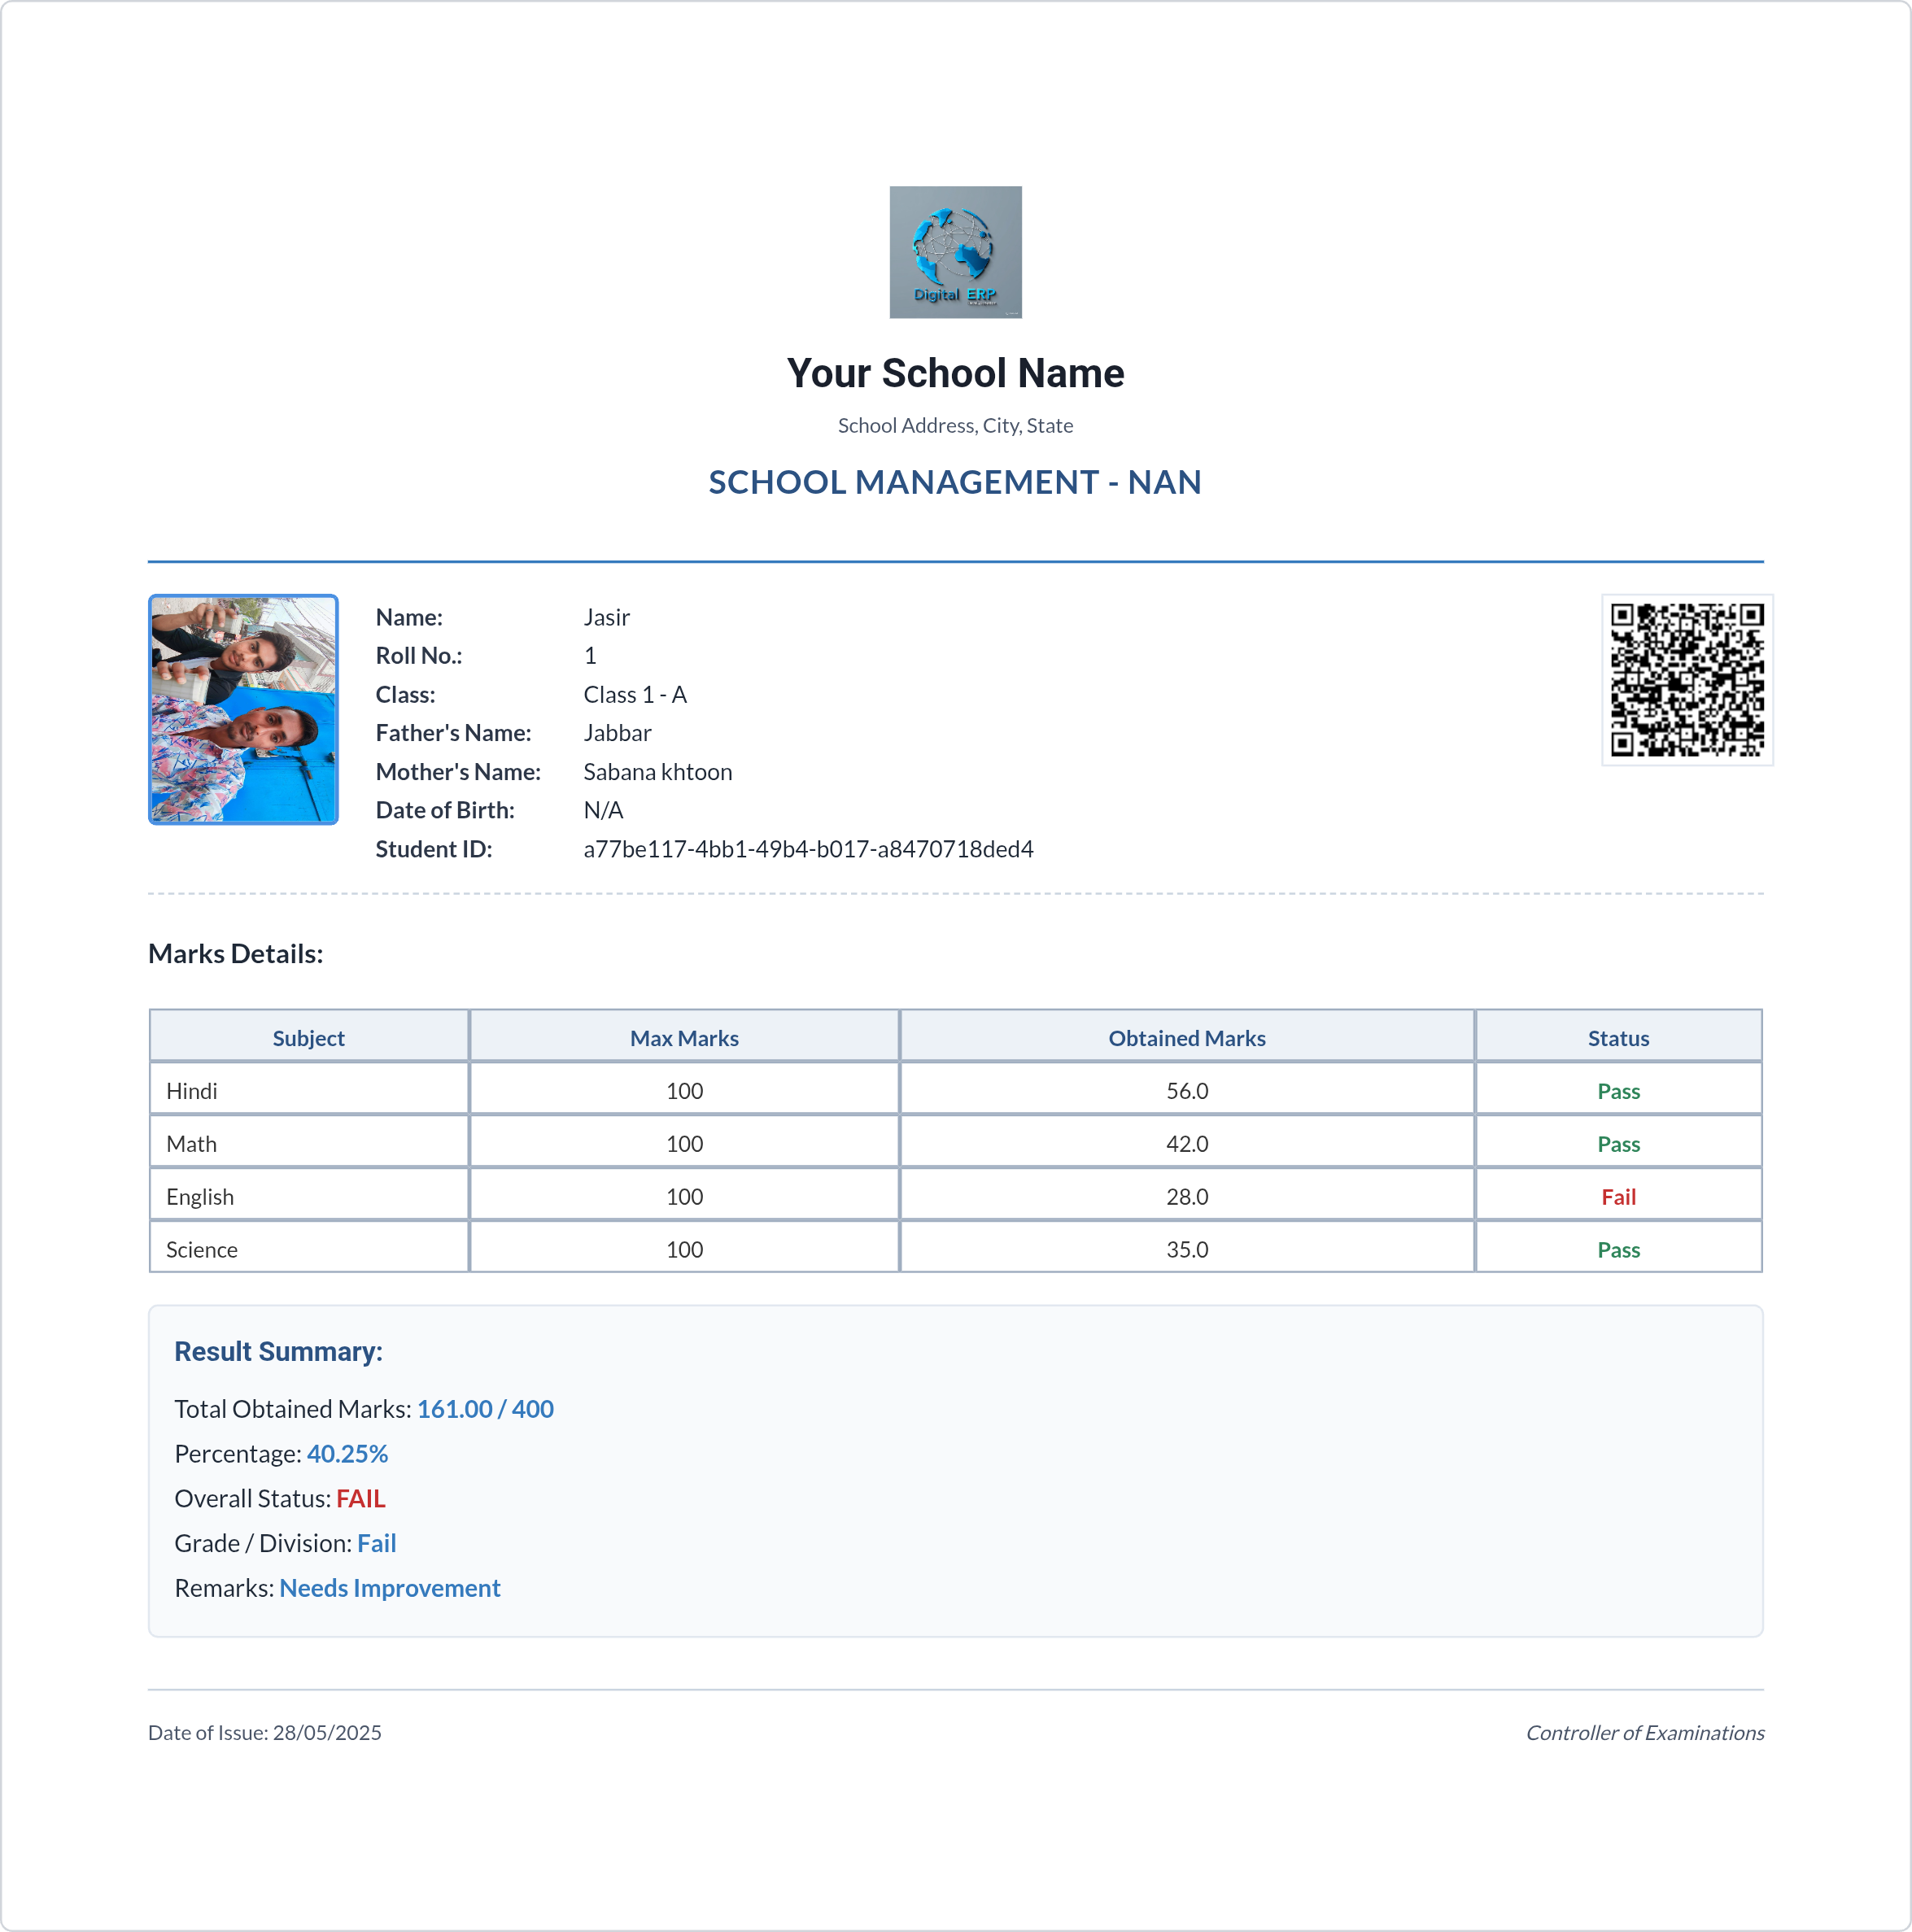 Digital ERP
Your School Name
School Address, City, State
SCHOOL MANAGEMENT - NAN
Name: Jasir
Roll No.: 1
Class: Class 1 - A
Father's Name: Jabbar
Mother's Name: Sabana khtoon
Date of Birth: N/A
Student ID: a77be117-4bb1-49b4-b017-a8470718ded4
Marks Details:
Subject Max Marks Obtained Marks Status
Hindi 100 56.0 Pass
Math 100 42.0 Pass
English 100 28.0 Fail
Science 100 35.0 Pass
Result Summary:
Total Obtained Marks: 161.00 / 400
Percentage: 40.25%
Overall Status: FAIL
Grade / Division: Fail
Remarks: Needs Improvement
Date of Issue: 28/05/2025 Controller of Examinations